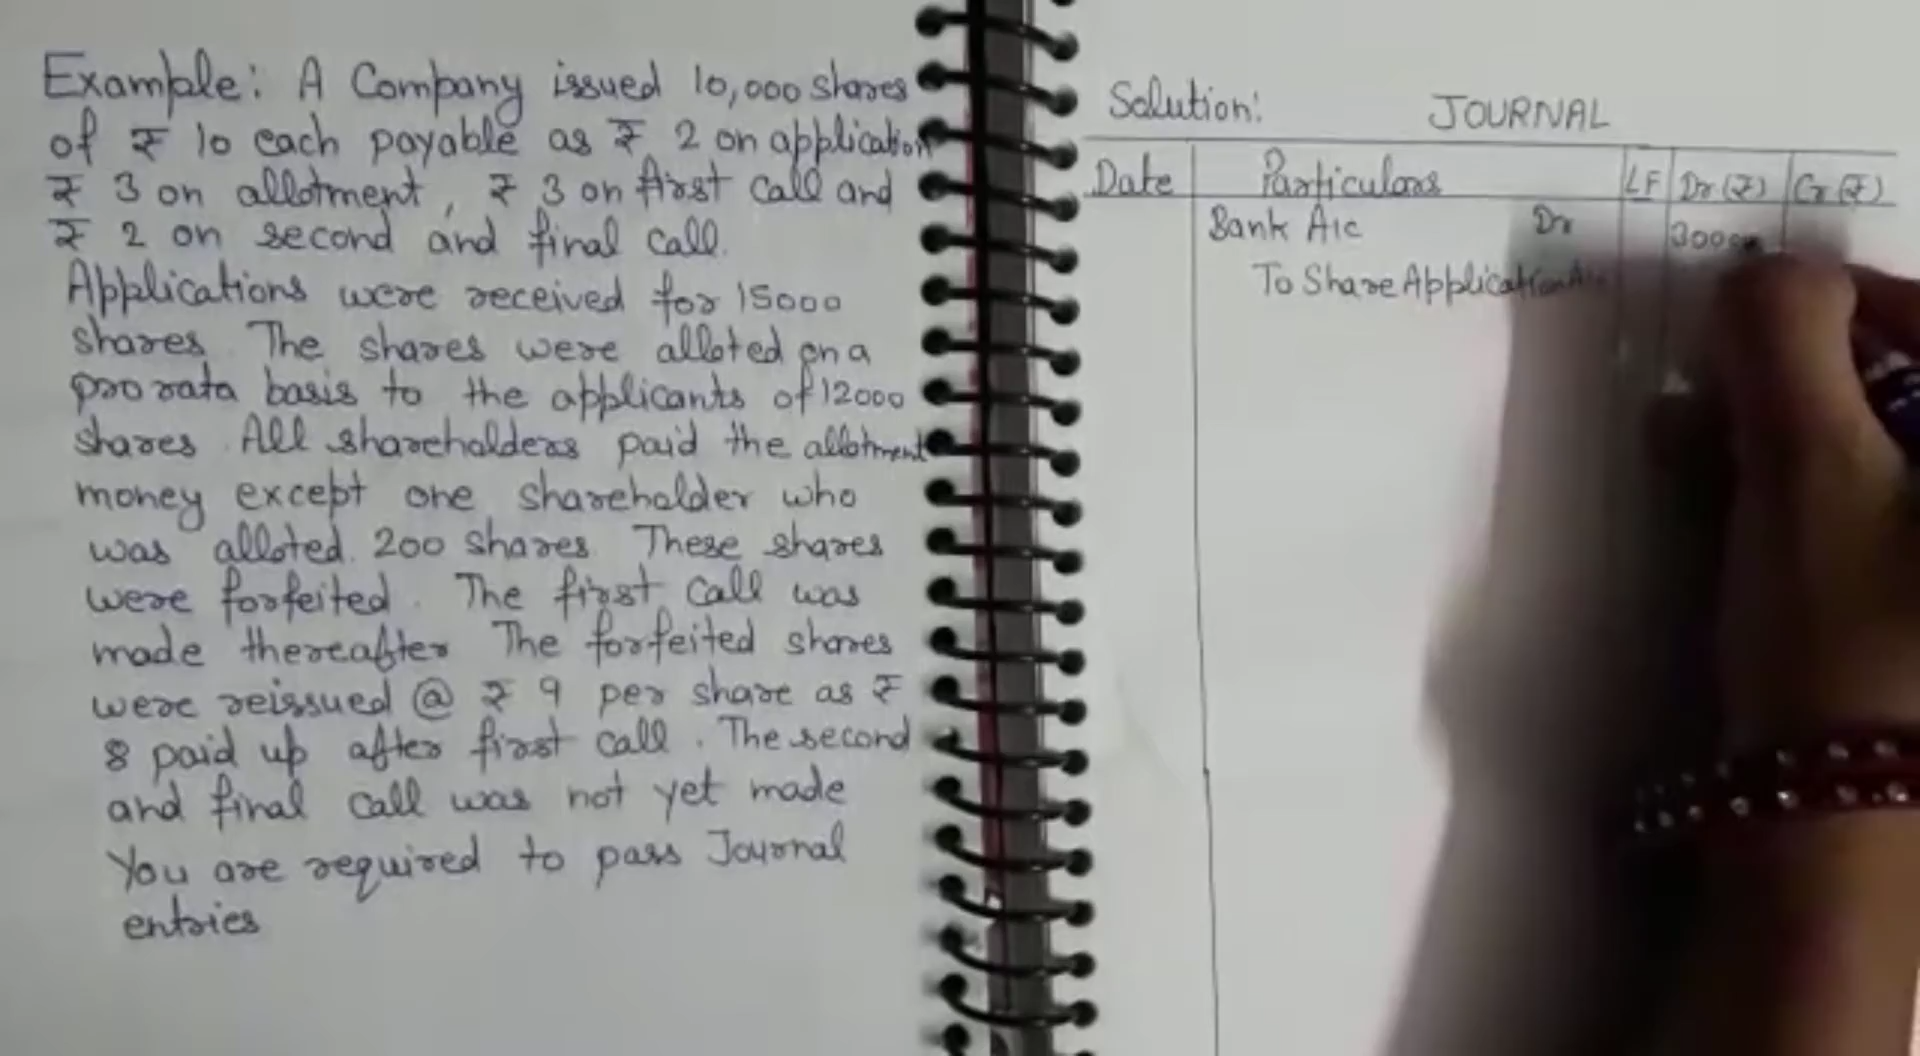 Example: A Company issued 10,000 shares
of ₹ 10 each payable as ₹ 2 on application
₹ 3 on allotment, ₹ 3 on first call and
₹ 2 on second and final call.
Applications were received for 15000
shares. The shares were alloted on a
pro rata basis to the applicants of 12000
shares. All shareholders paid the allotment
money except one shareholder who
was alloted 200 shares. These shares
were forfeited. The first call was
made thereafter The forfeited shares
were reissued @ ₹ 9 per share as ₹
8 paid up after first call. The second
and final call was not yet made
You are required to pass Journal
entries
Solution: JOURNAL
Date Particulars LF Dr (₹) Cr (₹)
Bank A/c Dr
To Share Application